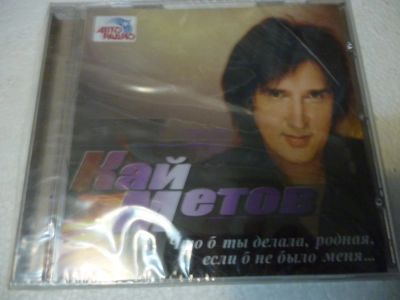 АВТО
РАДИО
Кай
Метов
Что б ты делала, родная,
если б не было меня...